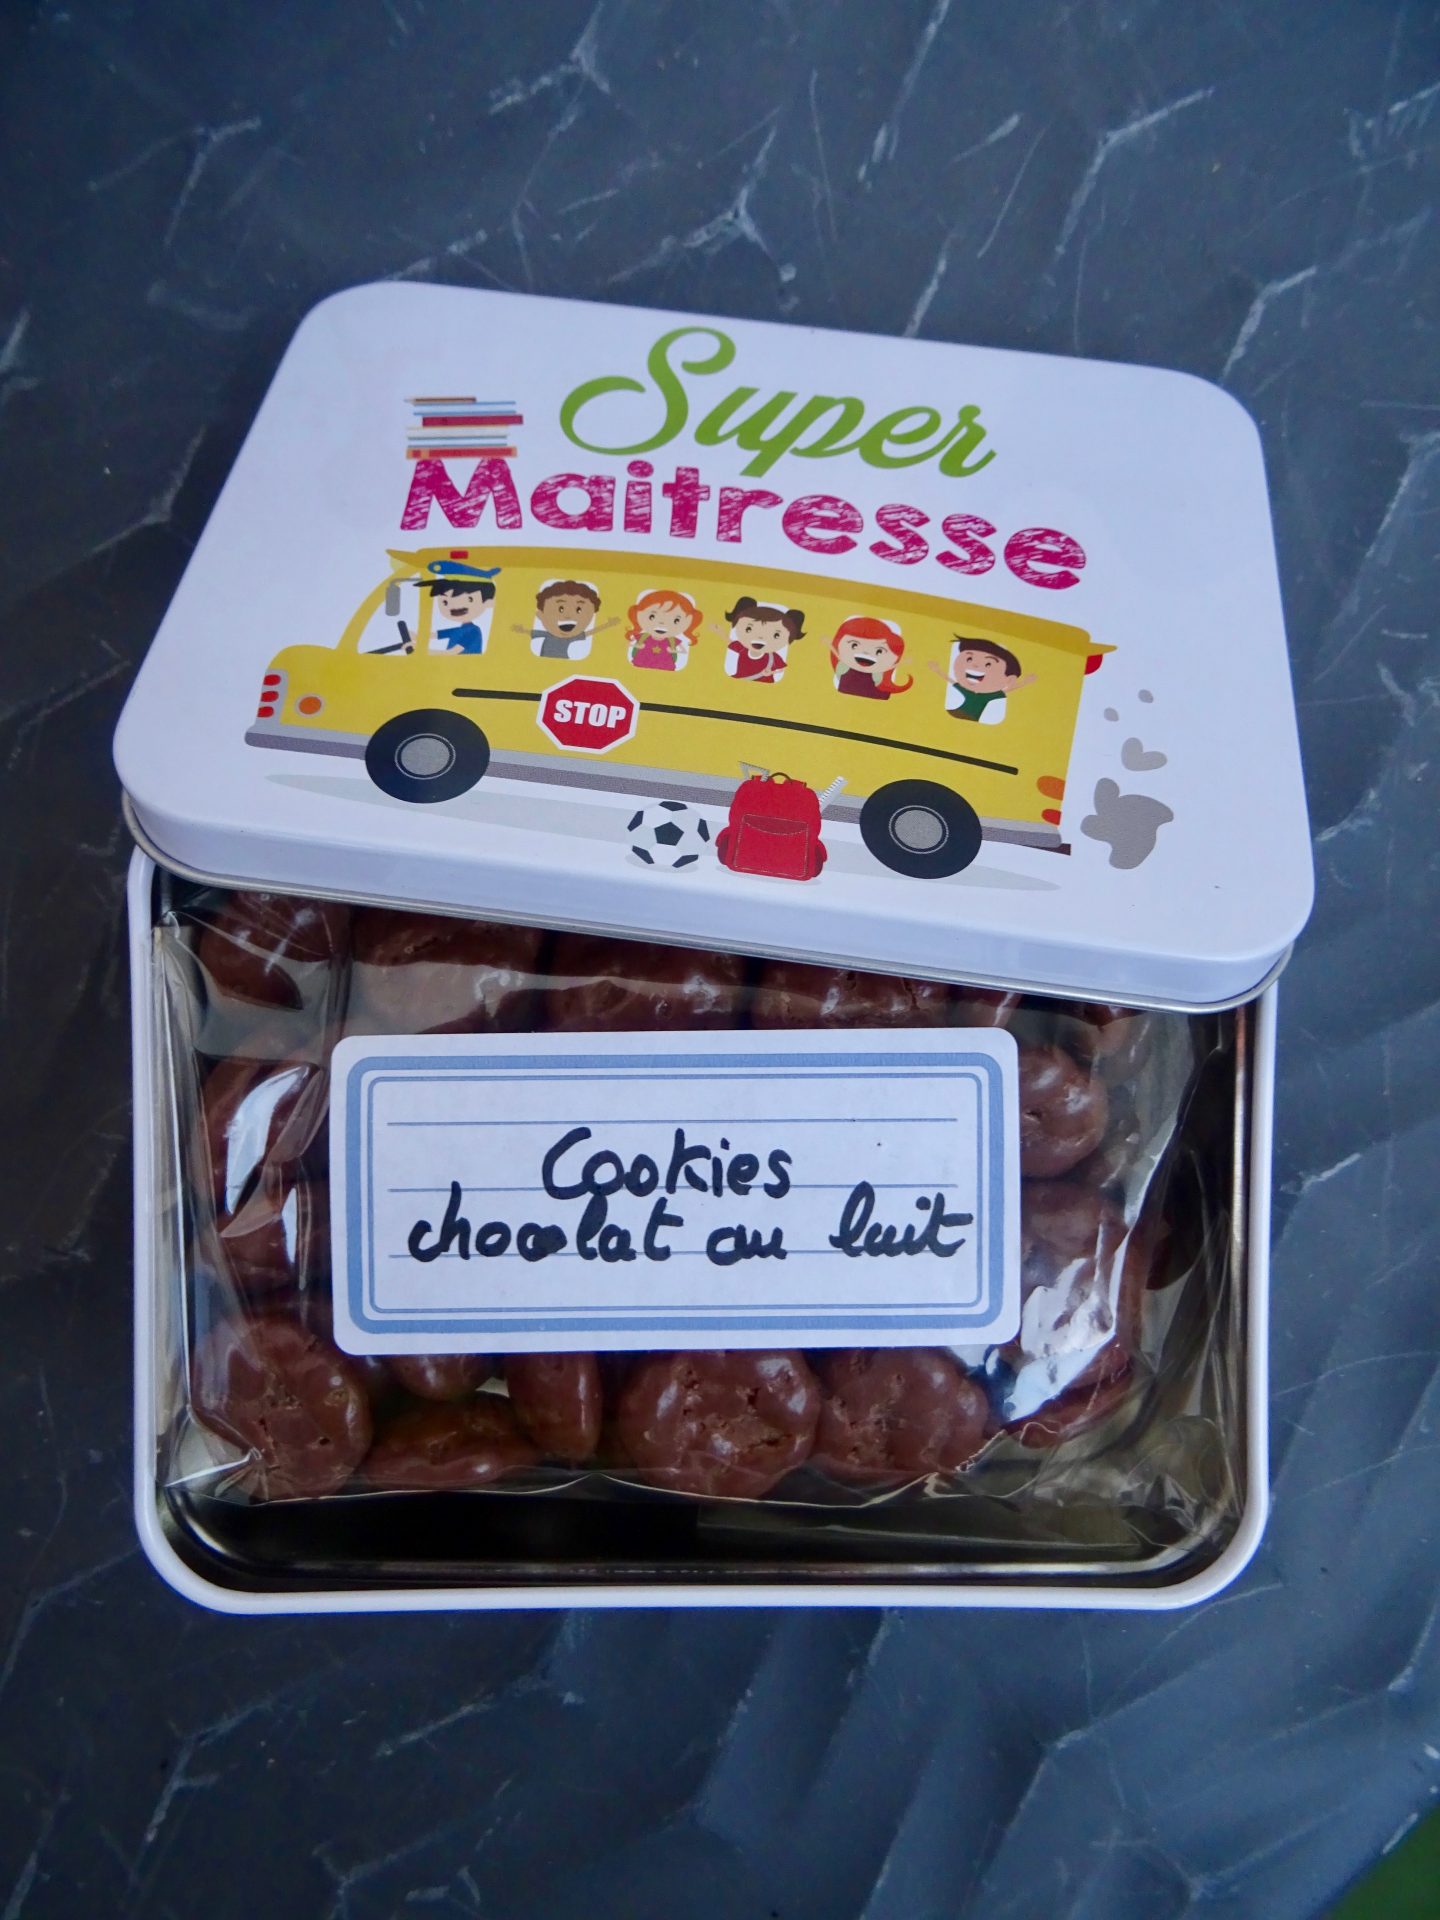 Super
Maitresse
STOP
Cookies
chocolat au lait